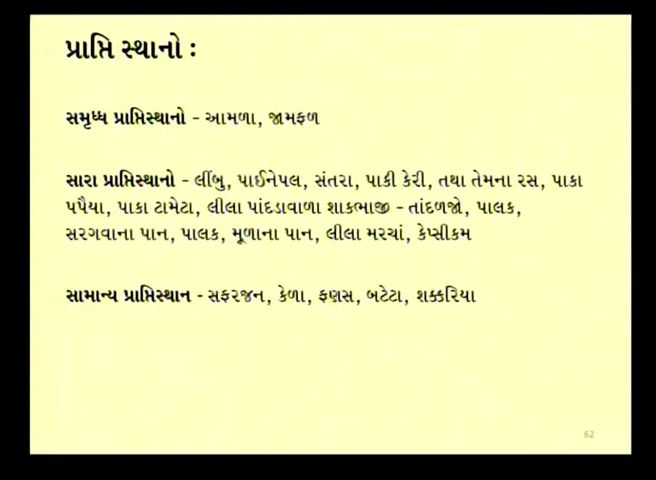 પ્રાપ્તિ સ્થાનો :
સમૃધ્ધ પ્રાપ્તિસ્થાનો - આમળા, જામફળ
સારા પ્રાપ્તિસ્થાનો - લીંબુ, પાઈનેપલ, સંતરા, પાકી કેરી, તથા તેમના રસ, પાકા
પપૈયા, પાકા ટામેટા, લીલા પાંદડાવાળા શાકભાજી - તાંદળજો, પાલક,
સરગવાના પાન, પાલક, મૂળાના પાન, લીલા મરચાં, કેપ્સીકમ
સામાન્ય પ્રાપ્તિસ્થાન - સફરજન, કેળા, ફણસ, બટેટા, શક્કરિયા
62